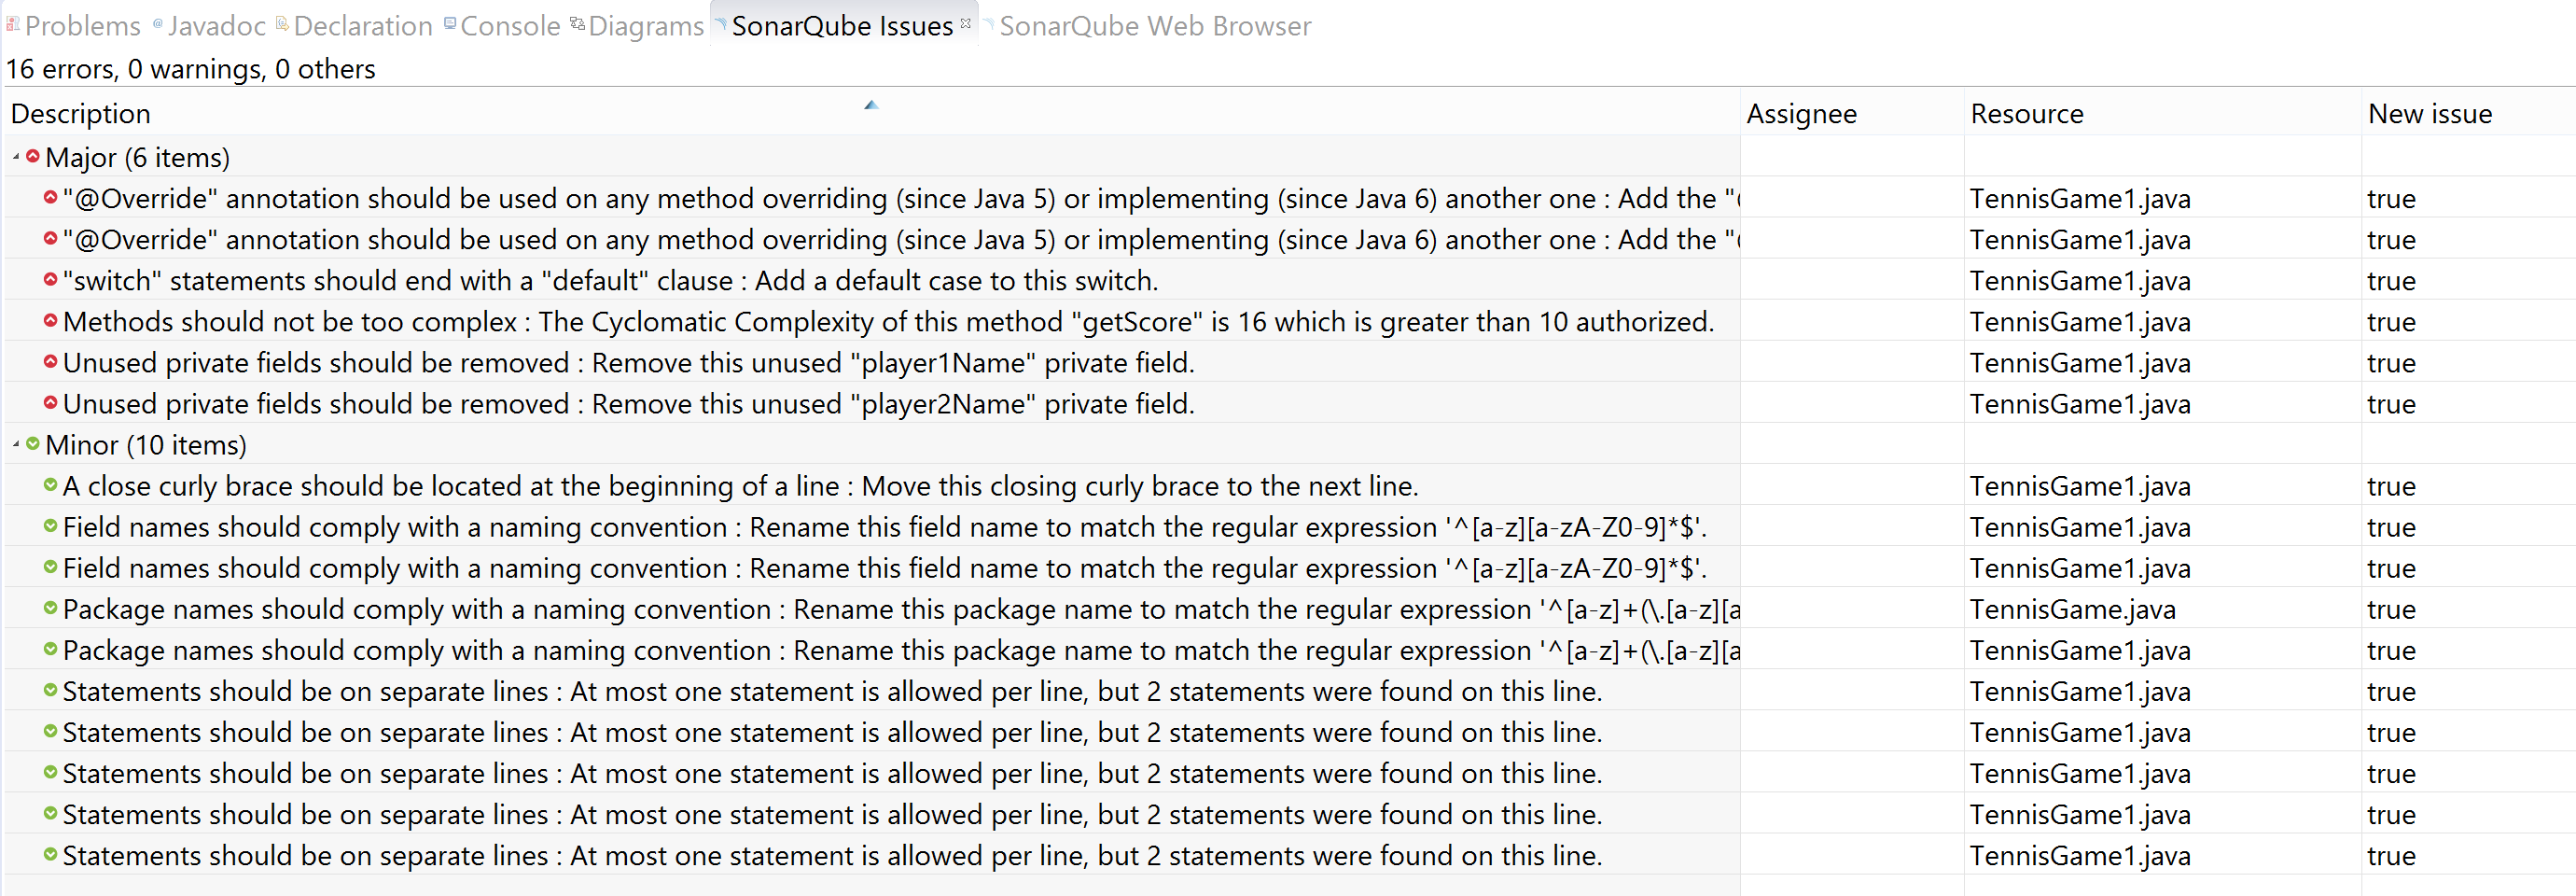 Problems Javadoc Declaration Console Diagrams SonarQube Issues SonarQube Web Browser
16 errors, 0 warnings, 0 others
Description Assignee Resource New issue
Major (6 items)
"@Override" annotation should be used on any method overriding (since Java 5) or implementing (since Java 6) another one : Add the " TennisGame1.java true
"@Override" annotation should be used on any method overriding (since Java 5) or implementing (since Java 6) another one : Add the " TennisGame1.java true
"switch" statements should end with a "default" clause : Add a default case to this switch. TennisGame1.java true
Methods should not be too complex : The Cyclomatic Complexity of this method "getScore" is 16 which is greater than 10 authorized. TennisGame1.java true
Unused private fields should be removed : Remove this unused "player1Name" private field. TennisGame1.java true
Unused private fields should be removed : Remove this unused "player2Name" private field. TennisGame1.java true
Minor (10 items)
A close curly brace should be located at the beginning of a line : Move this closing curly brace to the next line. TennisGame1.java true
Field names should comply with a naming convention : Rename this field name to match the regular expression '^[a-z][a-zA-Z0-9]*$'. TennisGame1.java true
Field names should comply with a naming convention : Rename this field name to match the regular expression '^[a-z][a-zA-Z0-9]*$'. TennisGame1.java true
Package names should comply with a naming convention : Rename this package name to match the regular expression '^[a-z]+(\.[a-z][a TennisGame.java true
Package names should comply with a naming convention : Rename this package name to match the regular expression '^[a-z]+(\.[a-z][a TennisGame1.java true
Statements should be on separate lines : At most one statement is allowed per line, but 2 statements were found on this line. TennisGame1.java true
Statements should be on separate lines : At most one statement is allowed per line, but 2 statements were found on this line. TennisGame1.java true
Statements should be on separate lines : At most one statement is allowed per line, but 2 statements were found on this line. TennisGame1.java true
Statements should be on separate lines : At most one statement is allowed per line, but 2 statements were found on this line. TennisGame1.java true
Statements should be on separate lines : At most one statement is allowed per line, but 2 statements were found on this line. TennisGame1.java true